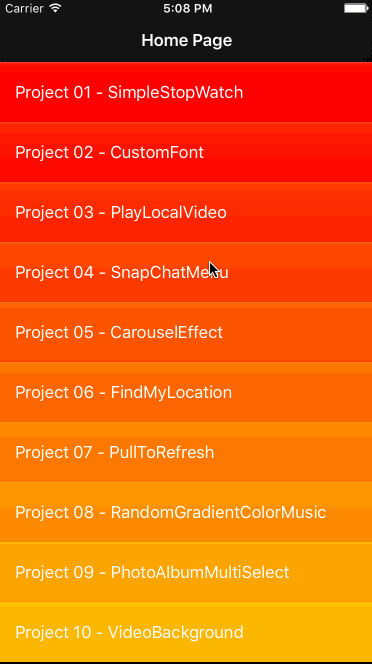 Carrier 5:08 PM
Home Page
Project 01 - SimpleStopWatch
Project 02 - CustomFont
Project 03 - PlayLocalVideo
Project 04 - SnapChatMenu
Project 05 - CarouselEffect
Project 06 - FindMyLocation
Project 07 - PullToRefresh
Project 08 - RandomGradientColorMusic
Project 09 - PhotoAlbumMultiSelect
Project 10 - VideoBackground